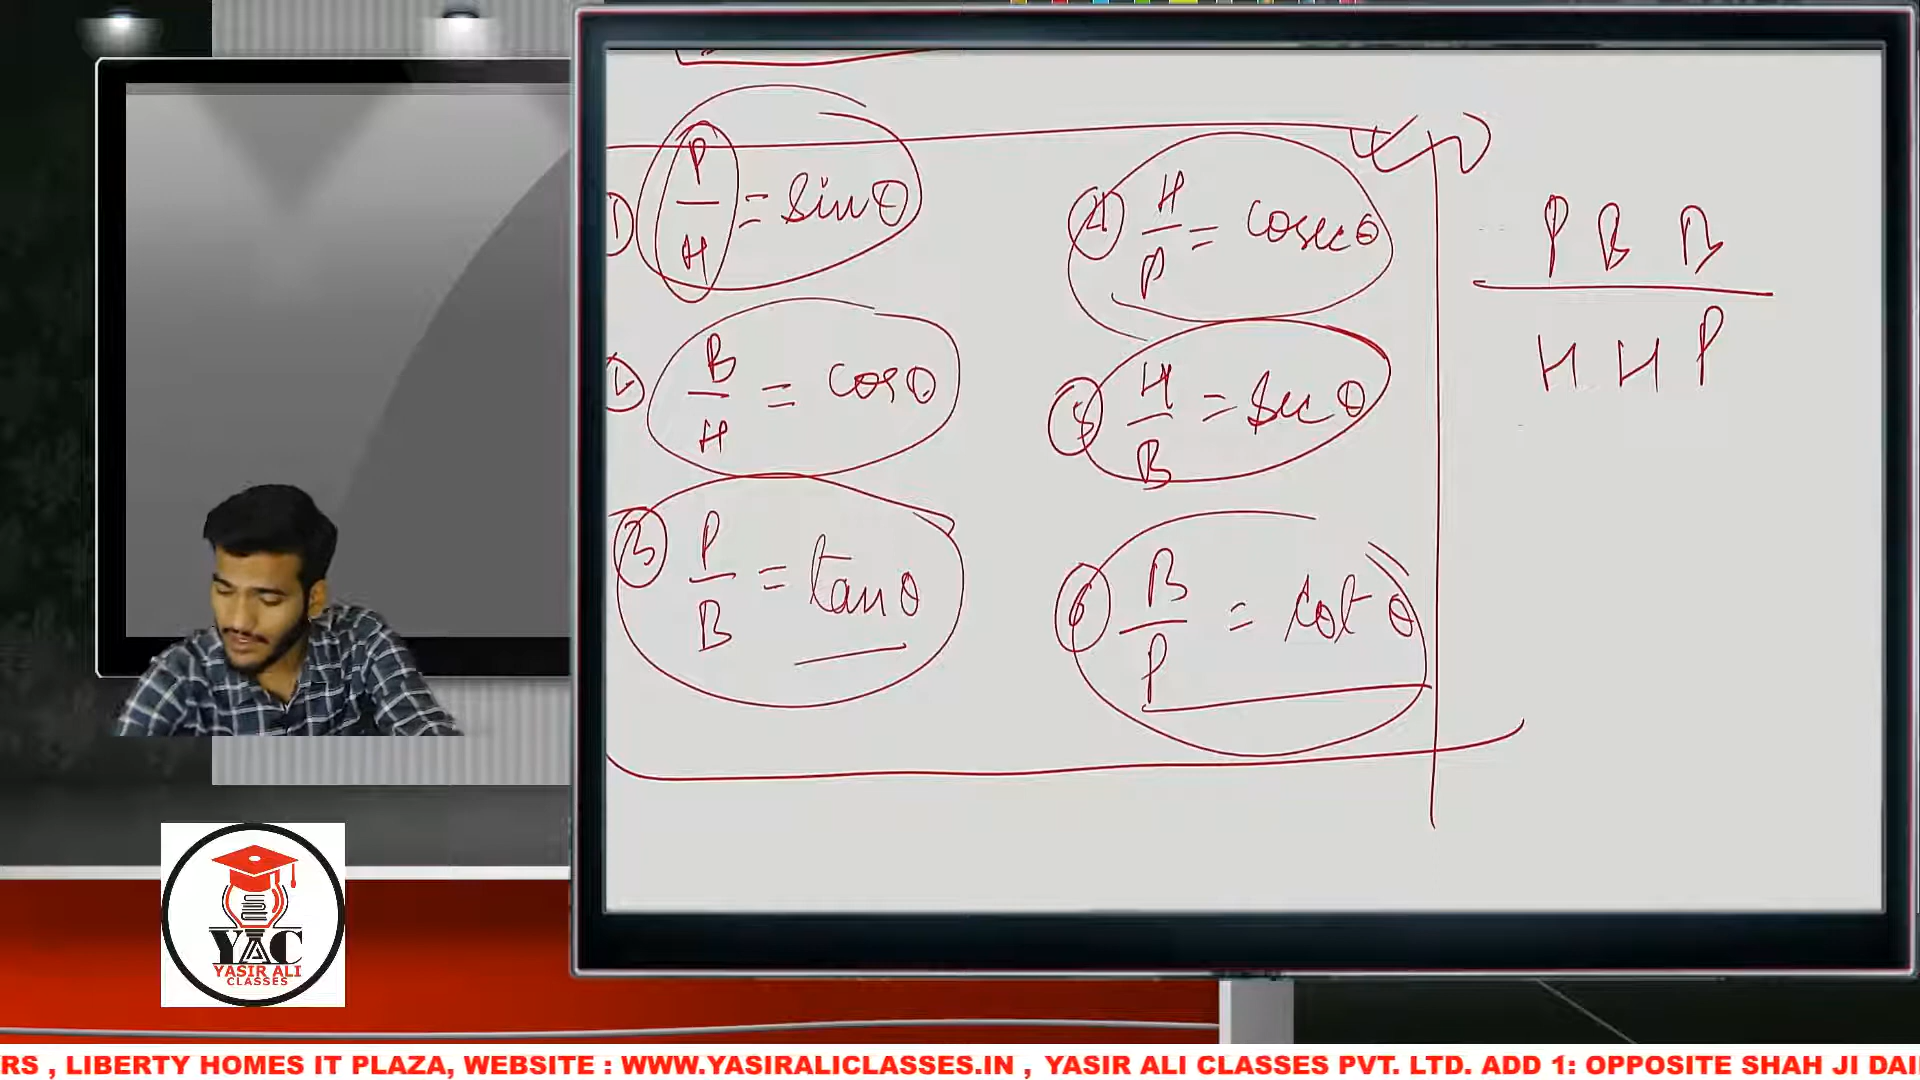 ① P/H = sinθ
B/H = cosθ
③ P/B = tanθ
④ H/P = cosecθ
⑤ H/B = secθ
⑥ B/P = cotθ
P B B
H H P
YAC
YASIR ALI
CLASSES
RS , LIBERTY HOMES IT PLAZA, WEBSITE : WWW.YASIRALICLASSES.IN , YASIR ALI CLASSES PVT. LTD. ADD 1: OPPOSITE SHAH JI DAI